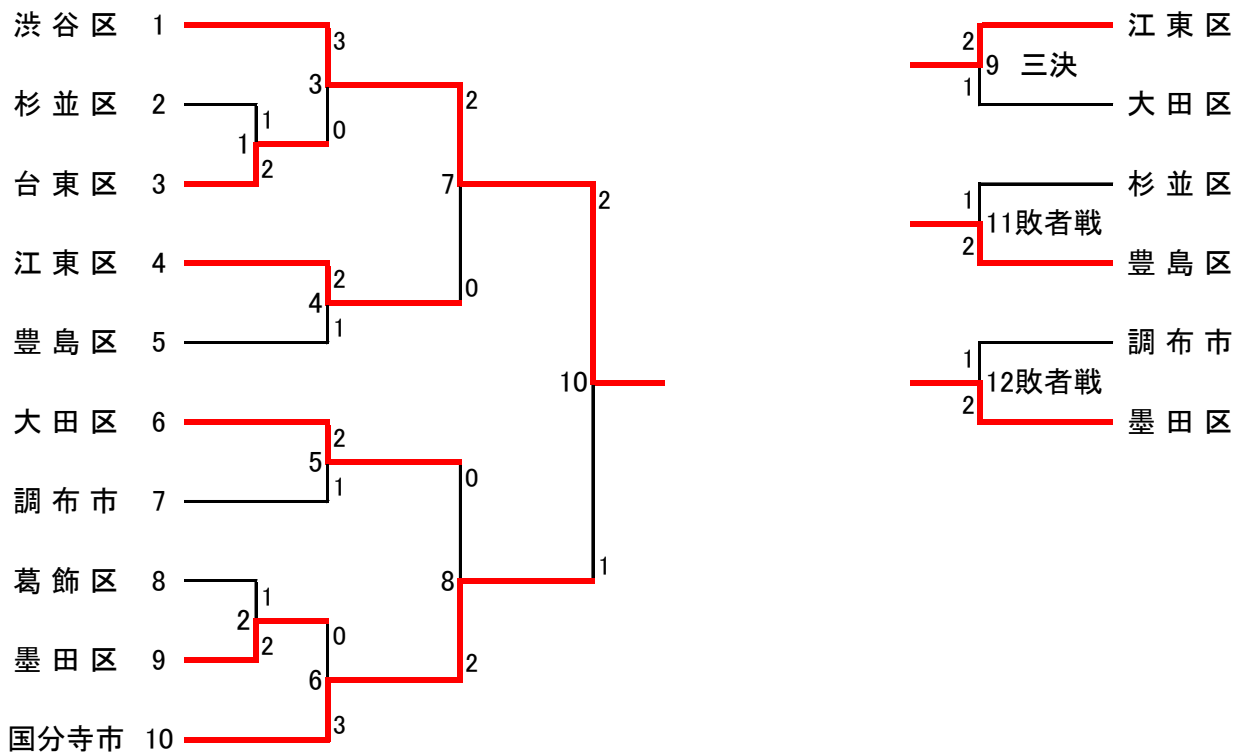 渋谷区 1
3
3
杉並区 2
2
1
0
1
2
台東区 3
7
2
江東区 4
2
0
4
1
豊島区 5
10
大田区 6
2
5
0
1
調布市 7
葛飾区 8
1
8
1
2
0
2
墨田区 9
6
2
3
国分寺市 10
江東区
2
9 三決
1
大田区
杉並区
1
11敗者戦
2
豊島区
調布市
1
12敗者戦
2
墨田区